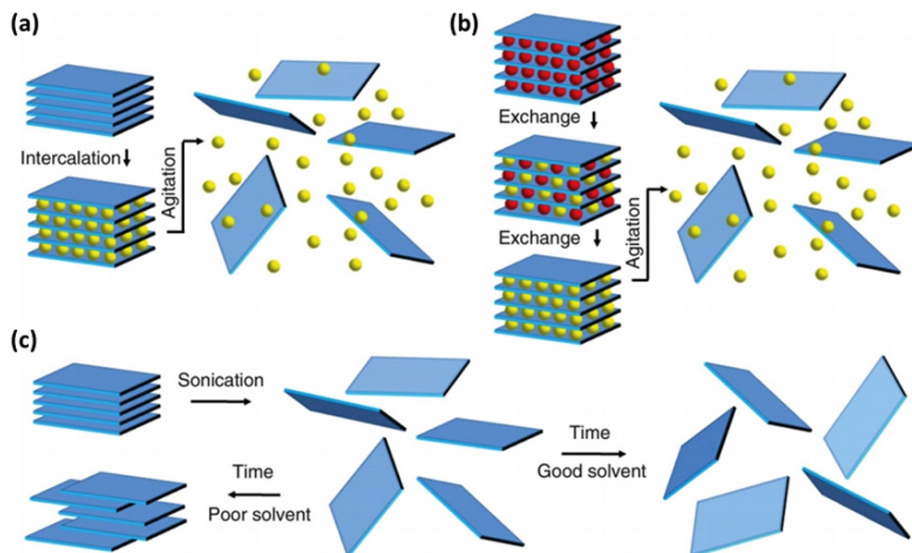 (a)
Intercalation
Agitation
(b)
Exchange
Exchange
Agitation
(c)
Sonication
Time
Poor solvent
Time
Good solvent